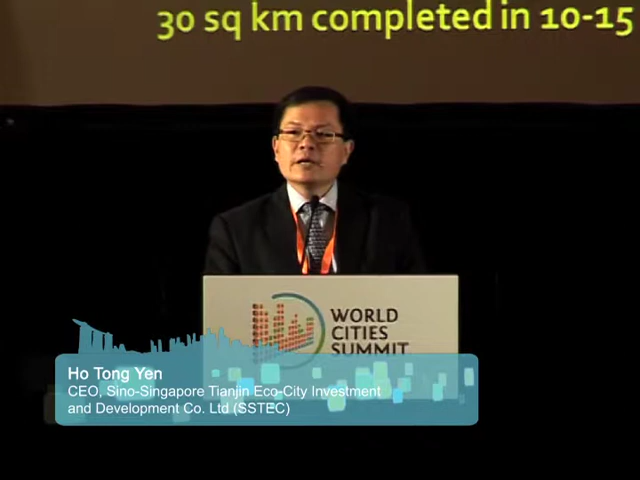 30 sq km completed in 10-15
WORLD
CITIES
SUMMIT
Ho Tong Yen
CEO, Sino-Singapore Tianjin Eco-City Investment
and Development Co. Ltd (SSTEC)